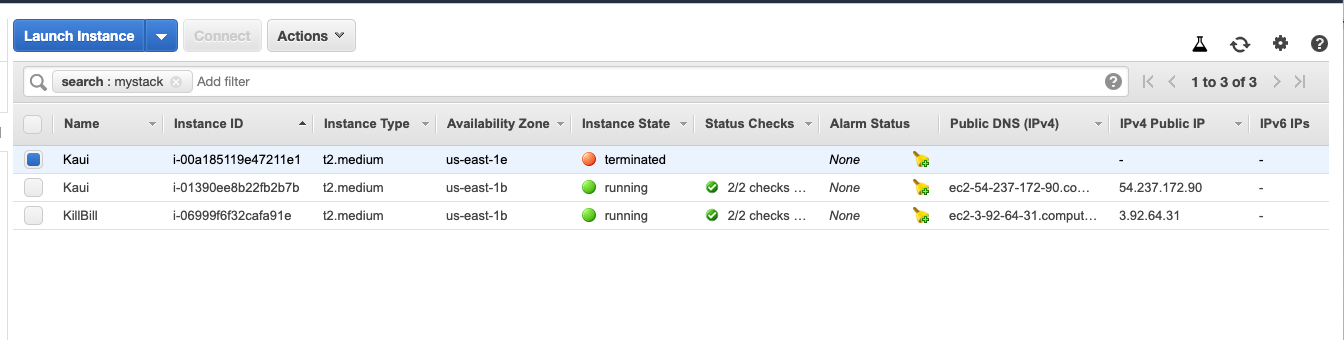 Launch Instance Connect Actions
search : mystack Add filter 1 to 3 of 3
Name Instance ID Instance Type Availability Zone Instance State Status Checks Alarm Status Public DNS (IPv4) IPv4 Public IP IPv6 IPs
Kaui i-00a185119e47211e1 t2.medium us-east-1e terminated None - -
Kaui i-01390ee8b22fb2b7b t2.medium us-east-1b running 2/2 checks ... None ec2-54-237-172-90.co... 54.237.172.90 -
KillBill i-06999f6f32cafa91e t2.medium us-east-1b running 2/2 checks ... None ec2-3-92-64-31.comput... 3.92.64.31 -